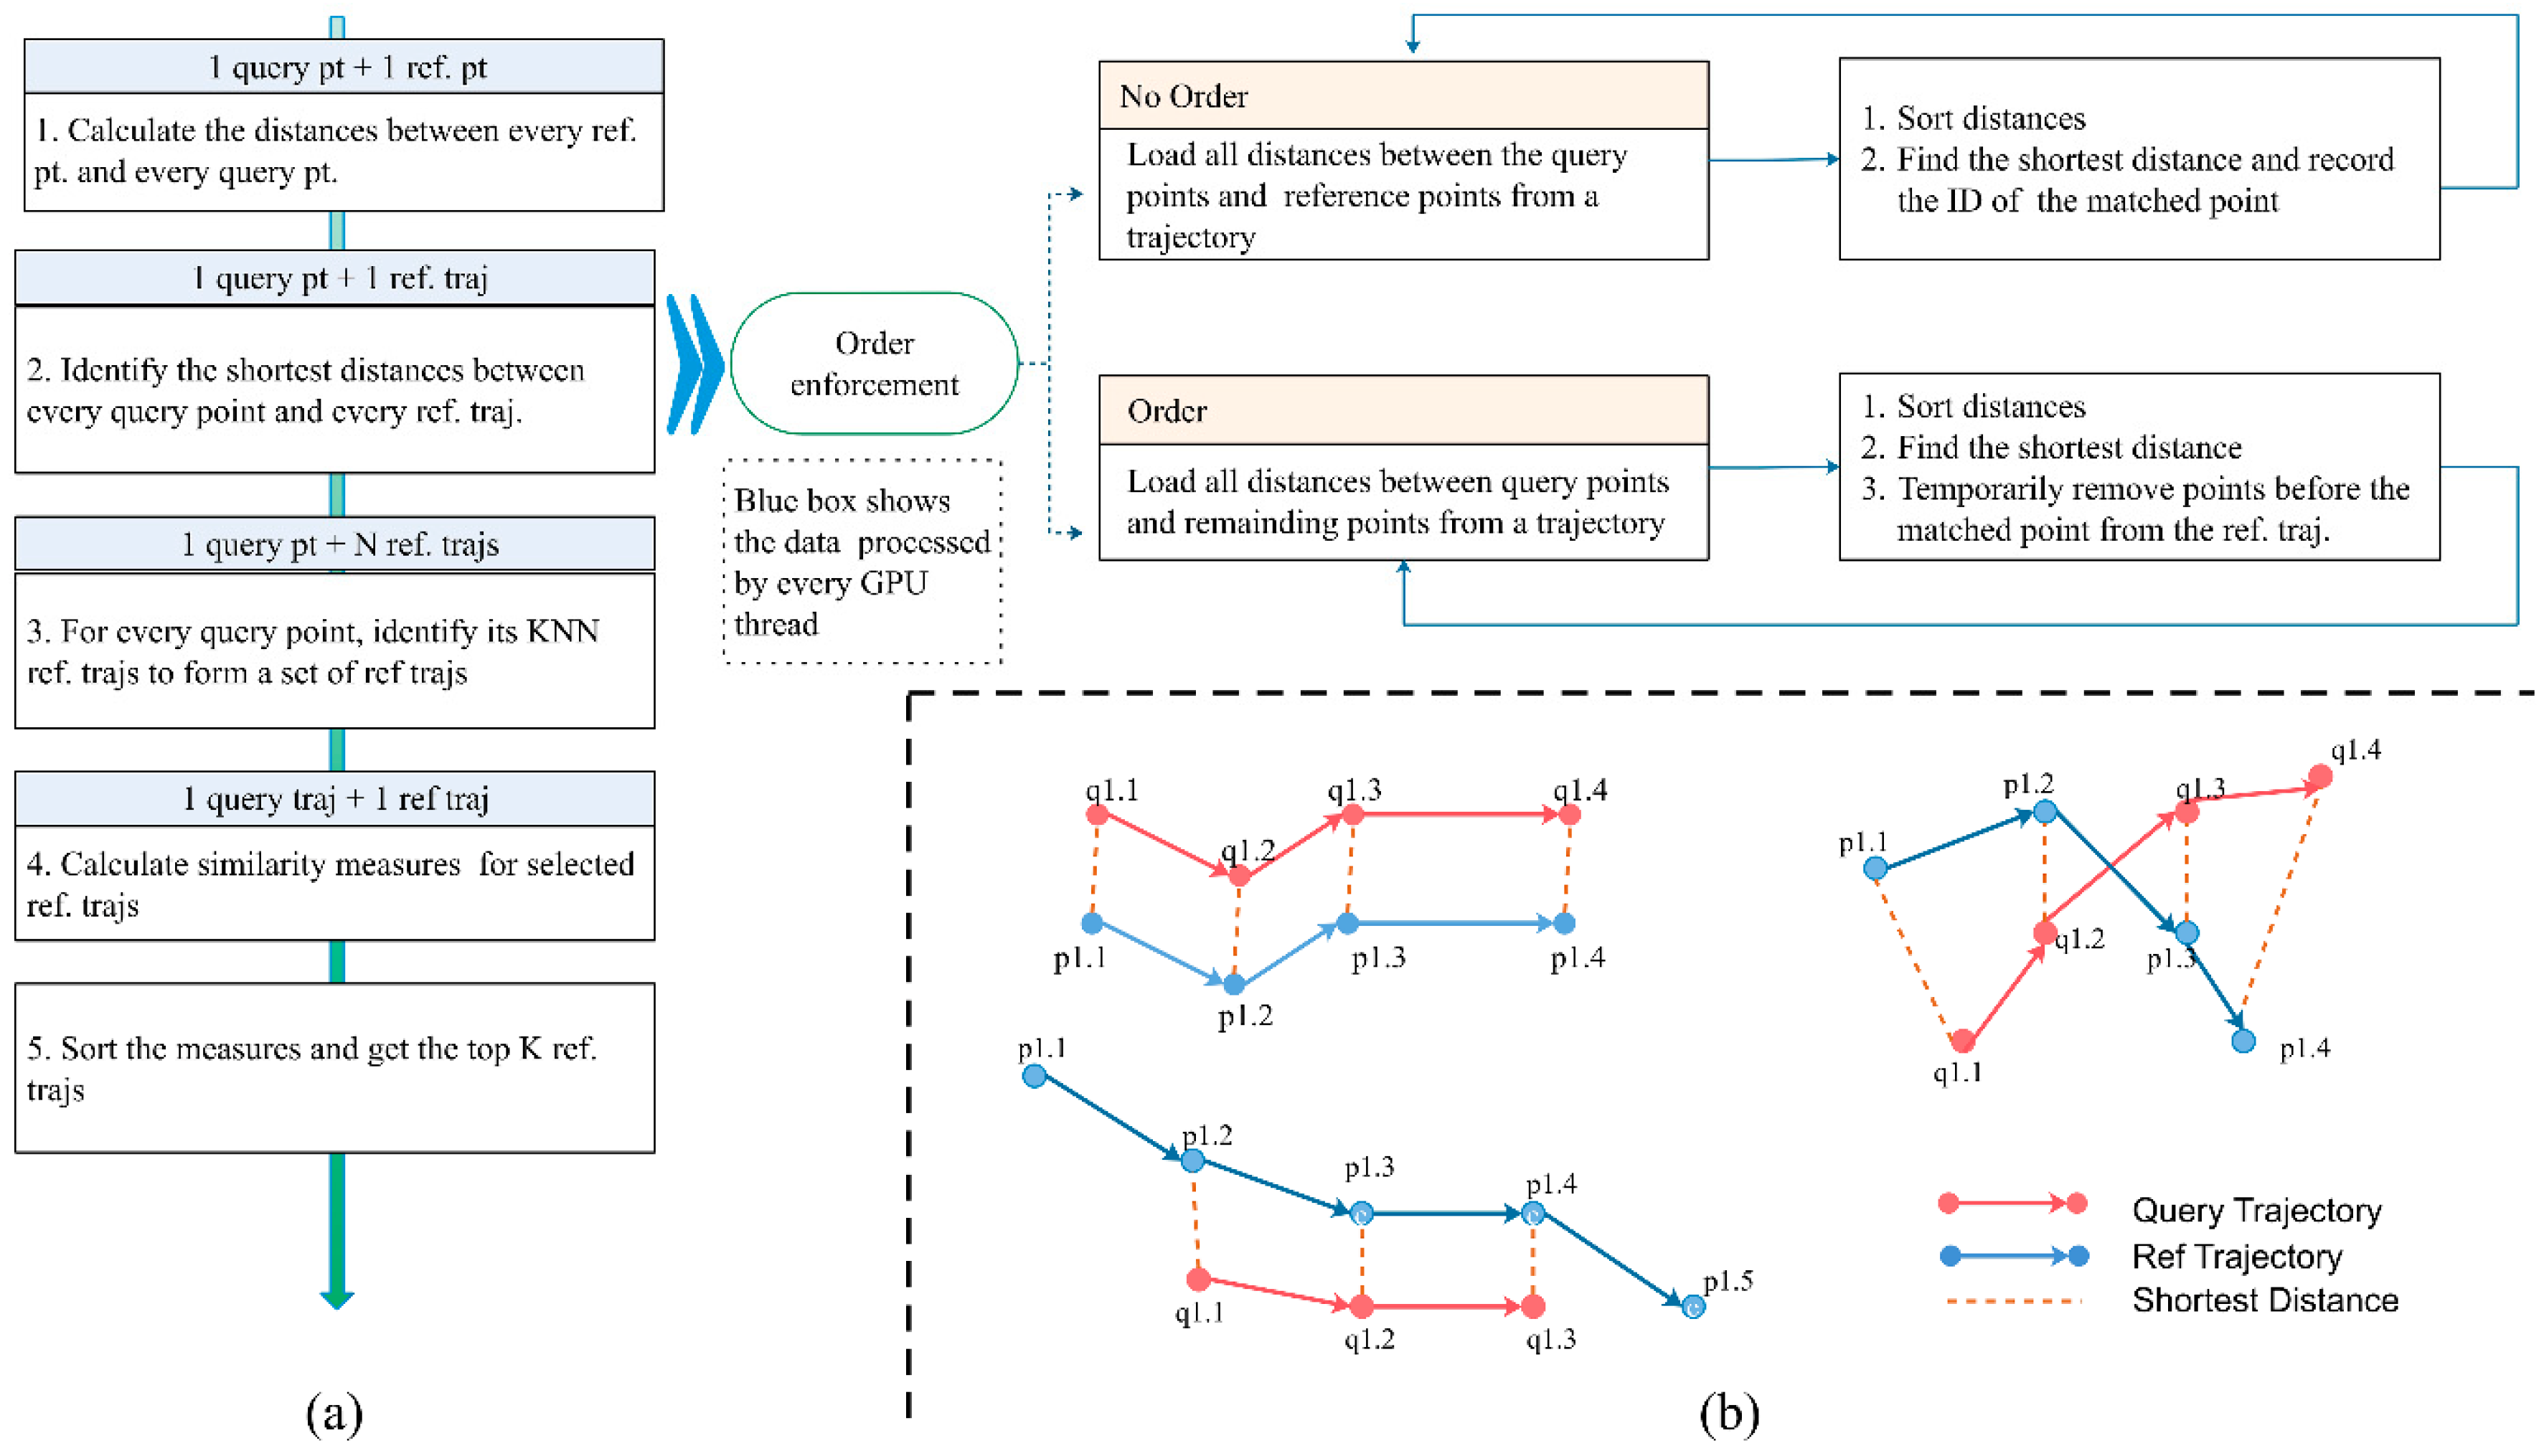 1 query pt + 1 ref. pt
1. Calculate the distances between every ref.
pt. and every query pt.
1 query pt + 1 ref. traj
2. Identify the shortest distances between
every query point and every ref. traj.
1 query pt + N ref. trajs
3. For every query point, identify its KNN
ref. trajs to form a set of ref trajs
1 query traj + 1 ref traj
4. Calculate similarity measures for selected
ref. trajs
5. Sort the measures and get the top K ref.
trajs
(a)
Order
enforcement
Blue box shows
the data processed
by every GPU
thread
No Order
Load all distances between the query
points and reference points from a
trajectory
1. Sort distances
2. Find the shortest distance and record
the ID of the matched point
Order
Load all distances between query points
and remainding points from a trajectory
1. Sort distances
2. Find the shortest distance
3. Temporarily remove points before the
matched point from the ref. traj.
q1.1
q1.2
q1.3
q1.4
p1.1
p1.2
p1.3
p1.4
p1.1
p1.2
q1.3
q1.4
q1.2
p1.3
q1.1
p1.4
p1.1
p1.2
p1.3
p1.4
p1.5
q1.1
q1.2
q1.3
Query Trajectory
Ref Trajectory
Shortest Distance
(b)